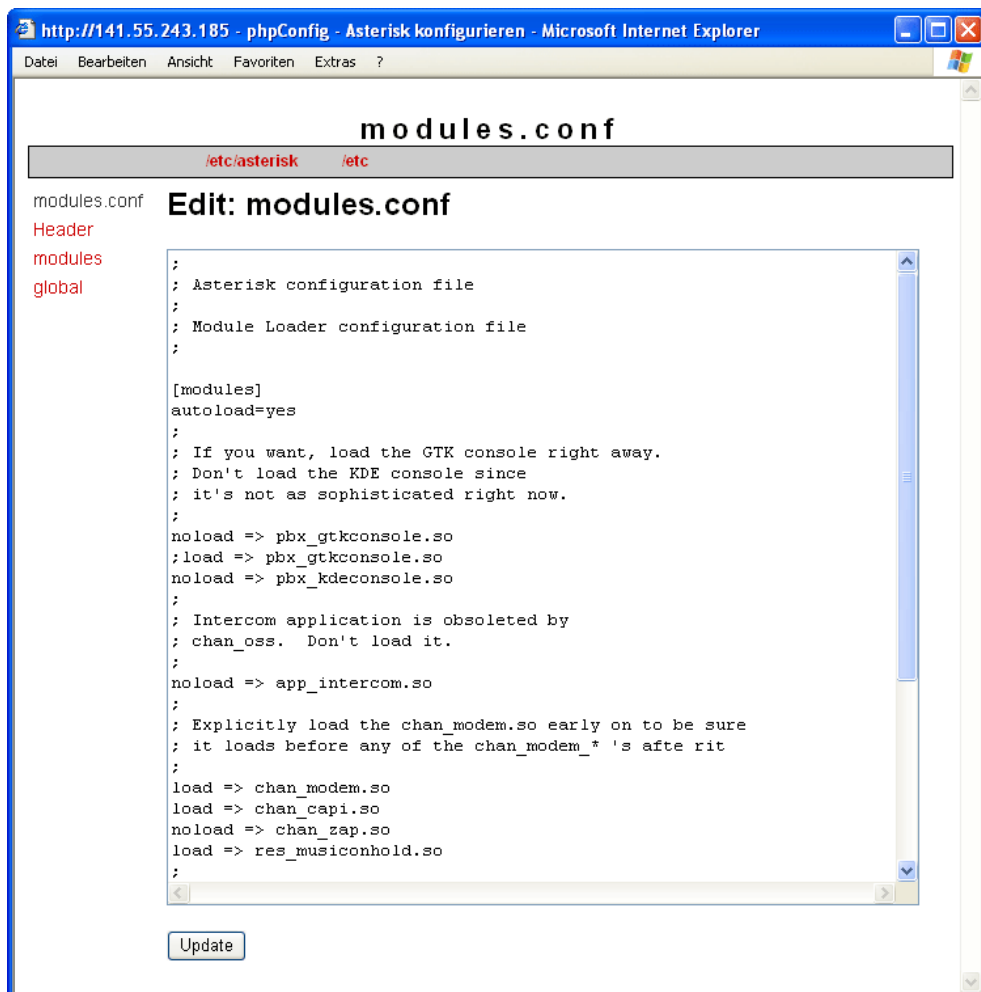 http://141.55.243.185 - phpConfig - Asterisk konfigurieren - Microsoft Internet Explorer
Datei Bearbeiten Ansicht Favoriten Extras ?
modules.conf
/etc/asterisk /etc
modules.conf
Header
modules
global
Edit: modules.conf
;
; Asterisk configuration file
;
; Module Loader configuration file
;
[modules]
autoload=yes
;
; If you want, load the GTK console right away.
; Don't load the KDE console since
; it's not as sophisticated right now.
;
noload => pbx_gtkconsole.so
;load => pbx_gtkconsole.so
noload => pbx_kdeconsole.so
;
; Intercom application is obsoleted by
; chan_oss.  Don't load it.
;
noload => app_intercom.so
;
; Explicitly load the chan_modem.so early on to be sure
; it loads before any of the chan_modem_* 's afte rit
;
load => chan_modem.so
load => chan_capi.so
noload => chan_zap.so
load => res_musiconhold.so
;
Update